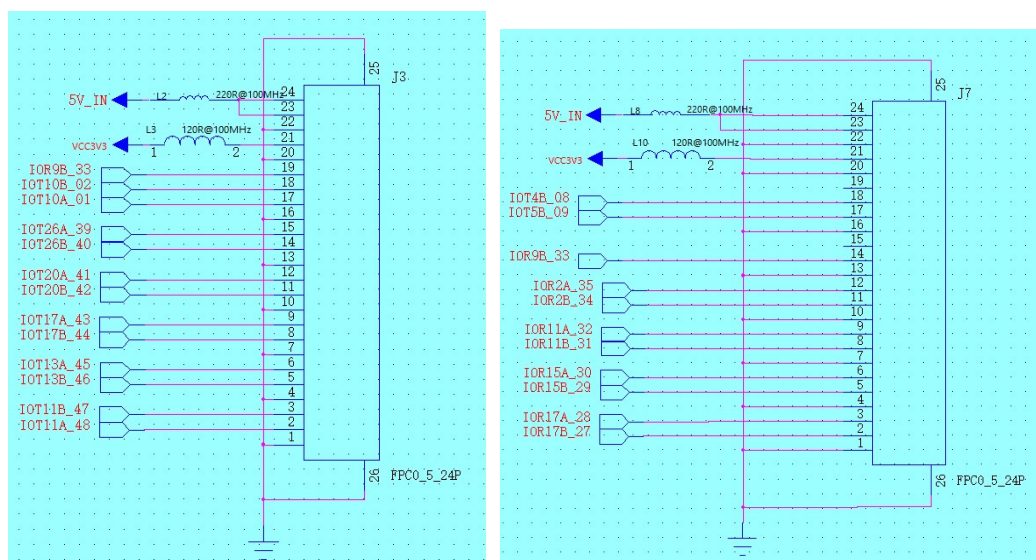 25
J3
24
L2 220R@100MHz
5V_IN
23
22
L3 120R@100MHz
21
VCC3V3
1 2
20
IOR9B_33
19
IOT10B_02
18
IOT10A_01
17
16
IOT26A_39
15
IOT26B_40
14
13
IOT20A_41
12
IOT20B_42
11
10
IOT17A_43
9
IOT17B_44
8
7
IOT13A_45
6
IOT13B_46
5
4
IOT11B_47
3
IOT11A_48
2
1
26
FPC0_5_24P
25
J7
24
L8 220R@100MHz
5V_IN
23
22
L10 120R@100MHz
21
VCC3V3
1 2
20
19
IOT4B_08
18
IOT5B_09
17
16
15
IOR9B_33
14
13
IOR2A_35
12
IOR2B_34
11
10
IOR11A_32
9
IOR11B_31
8
7
IOR15A_30
6
IOR15B_29
5
4
IOR17A_28
3
IOR17B_27
2
1
26
FPC0_5_24P